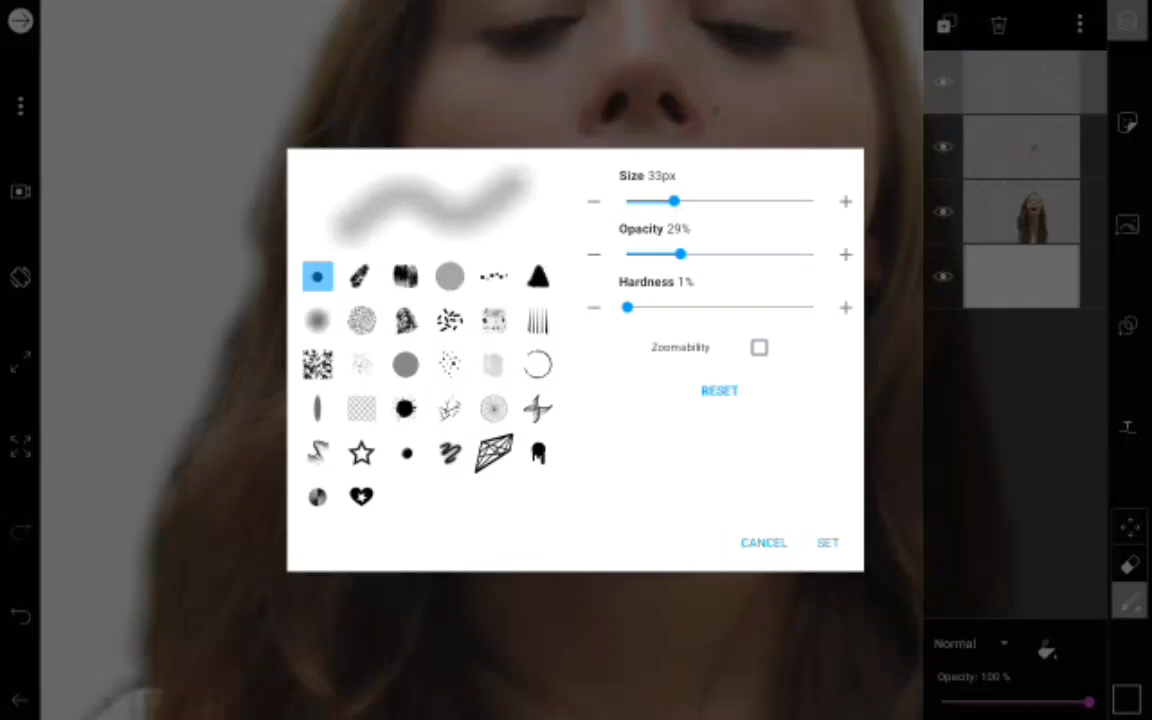 Size 33px
Opacity 29%
Hardness 1%
Zoomability
RESET
CANCEL SET
Normal
Opacity: 100 %